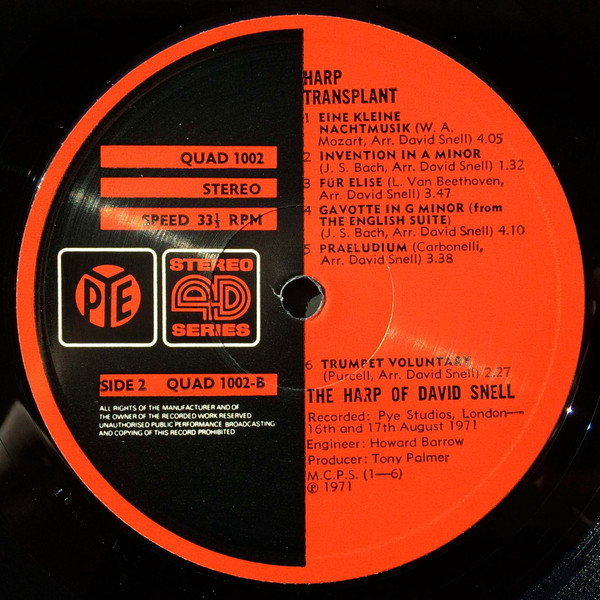 QUAD 1002
STEREO
SPEED 33⅓ RPM
PYE
STEREO
4D
SERIES
SIDE 2 QUAD 1002-B
ALL RIGHTS OF THE MANUFACTURER AND OF
THE OWNER OF THE RECORDED WORK RESERVED
UNAUTHORISED PUBLIC PERFORMANCE BROADCASTING
AND COPYING OF THIS RECORD PROHIBITED
HARP
TRANSPLANT
1 EINE KLEINE
NACHTMUSIK (W. A.
Mozart, Arr. David Snell) 4.05
2 INVENTION IN A MINOR
(J. S. Bach, Arr. David Snell) 1.32
3 FÜR ELISE (L. Van Beethoven,
Arr. David Snell) 3.47
4 GAVOTTE IN G MINOR (from
THE ENGLISH SUITE)
(J. S. Bach, Arr. David Snell) 4.10
5 PRAELUDIUM (Carbonelli,
Arr. David Snell) 3.38
6 TRUMPET VOLUNTARY
(Purcell, Arr. David Snell) 2.27
THE HARP OF DAVID SNELL
Recorded: Pye Studios, London—
16th and 17th August 1971
Engineer: Howard Barrow
Producer: Tony Palmer
M.C.P.S. (1—6)
℗ 1971